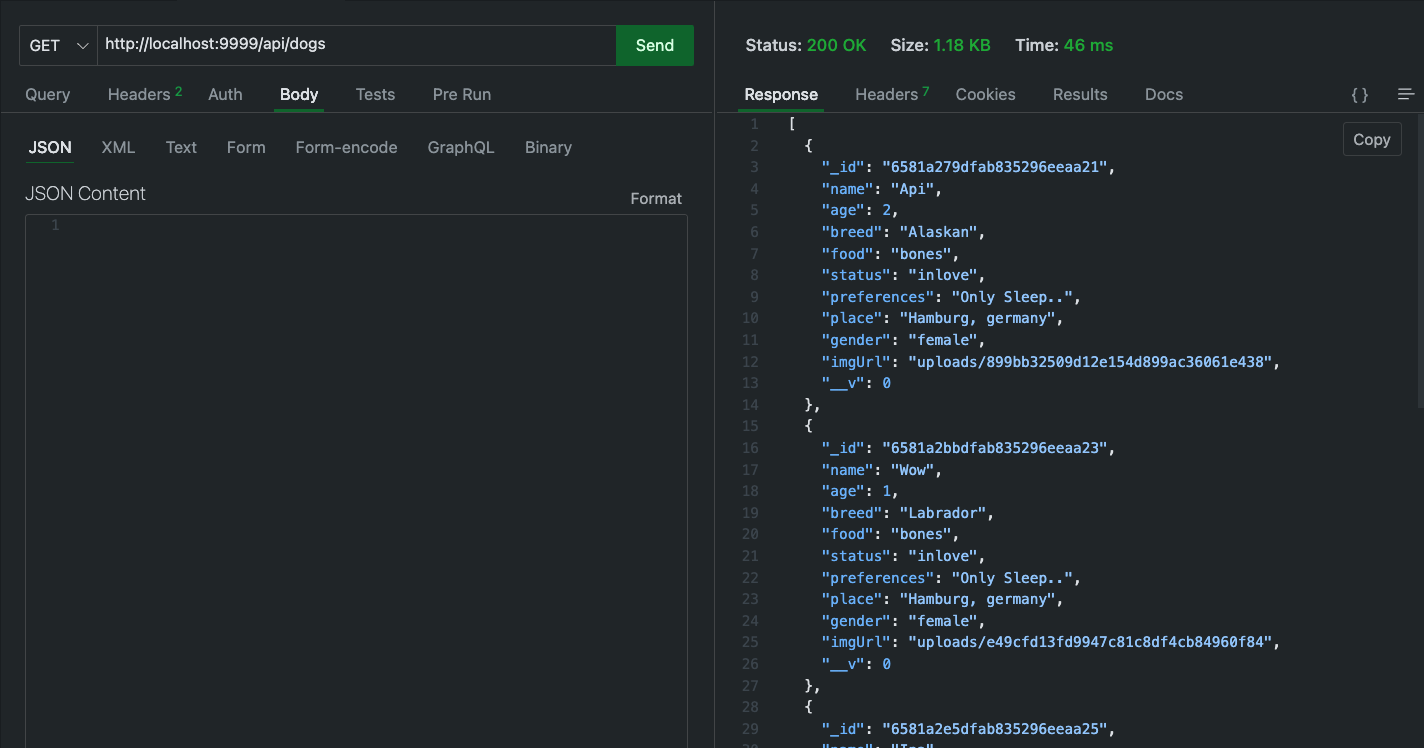 GET http://localhost:9999/api/dogs Send
Query Headers 2 Auth Body Tests Pre Run
JSON XML Text Form Form-encode GraphQL Binary
JSON Content Format
1
Status: 200 OK Size: 1.18 KB Time: 46 ms
Response Headers 7 Cookies Results Docs { }
Copy
1 [
2 {
3 "_id": "6581a279dfab835296eeaa21",
4 "name": "Api",
5 "age": 2,
6 "breed": "Alaskan",
7 "food": "bones",
8 "status": "inlove",
9 "preferences": "Only Sleep..",
10 "place": "Hamburg, germany",
11 "gender": "female",
12 "imgUrl": "uploads/899bb32509d12e154d899ac36061e438",
13 "__v": 0
14 },
15 {
16 "_id": "6581a2bbdfab835296eeaa23",
17 "name": "Wow",
18 "age": 1,
19 "breed": "Labrador",
20 "food": "bones",
21 "status": "inlove",
22 "preferences": "Only Sleep..",
23 "place": "Hamburg, germany",
24 "gender": "female",
25 "imgUrl": "uploads/e49cfd13fd9947c81c8df4cb84960f84",
26 "__v": 0
27 },
28 {
29 "_id": "6581a2e5dfab835296eeaa25",